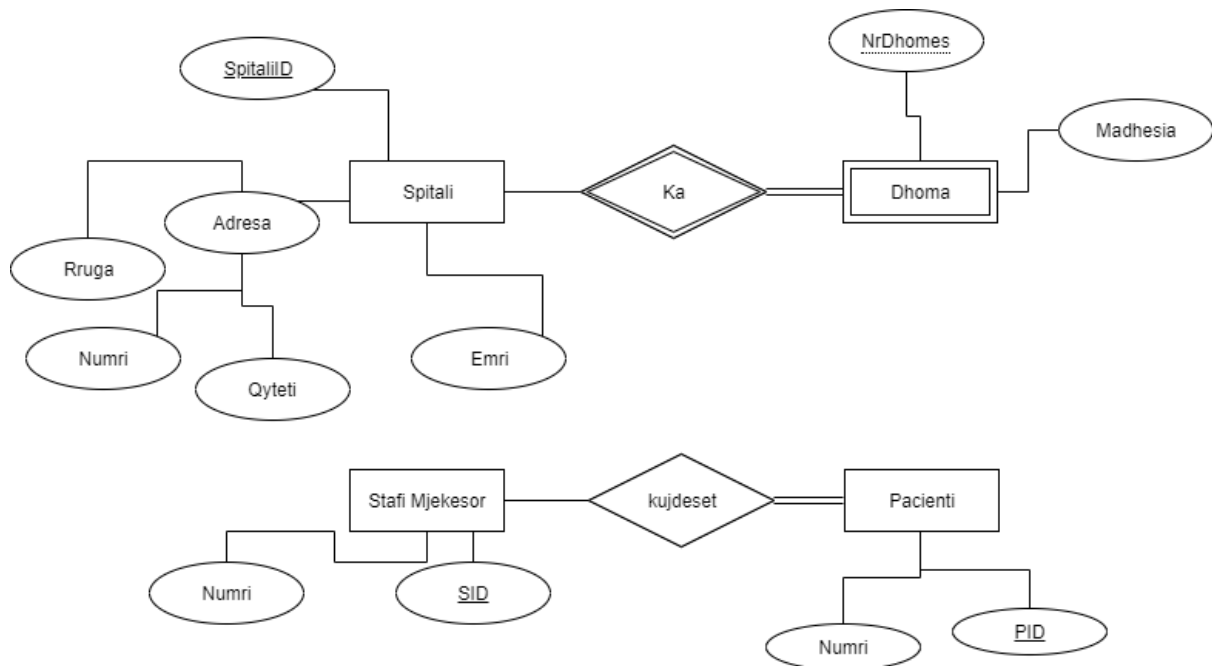 NrDhomes
SpitaliID
Madhesia
Spitali
Ka
Dhoma
Adresa
Rruga
Numri
Emri
Qyteti
Stafi Mjekesor
kujdeset
Pacienti
Numri
SID
Numri
PID